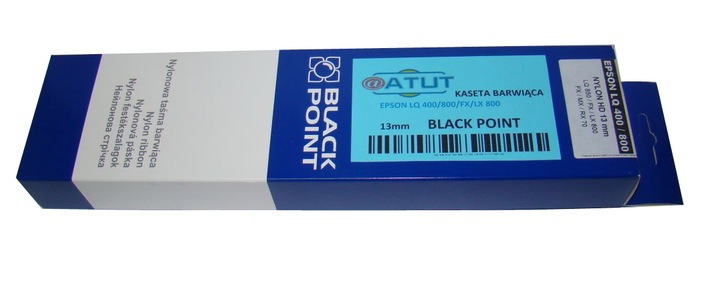 Nylonowa taśma barwiąca
Nylon ribbon
Nylonová páska
Nylon festékszalagok
Нейлонова стрічка
BLACK
POINT
@ATUT
KASETA BARWIĄCA
EPSON LQ 400/800/FX/LX 800
13mm BLACK POINT
EPSON LQ 400 / 800
NYLON HD 13 mm
LQ 850 / FX / LX 800
FX / MX / RX 70